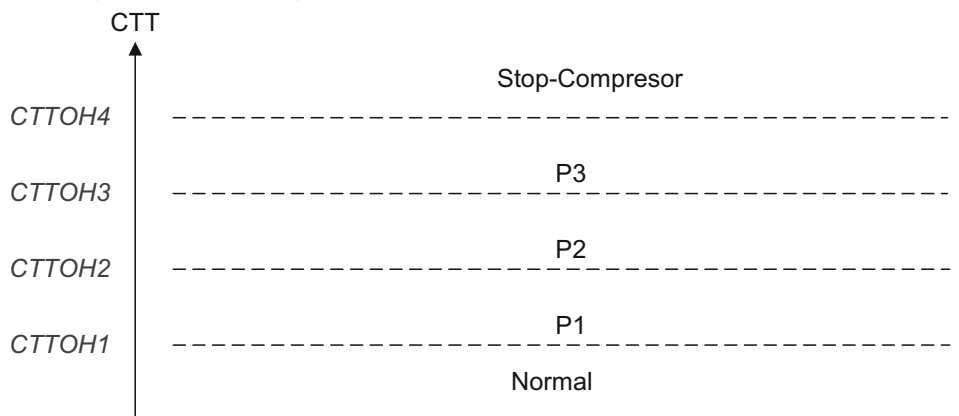 CTT
Stop-Compresor
CTTOH4
P3
CTTOH3
P2
CTTOH2
P1
CTTOH1
Normal